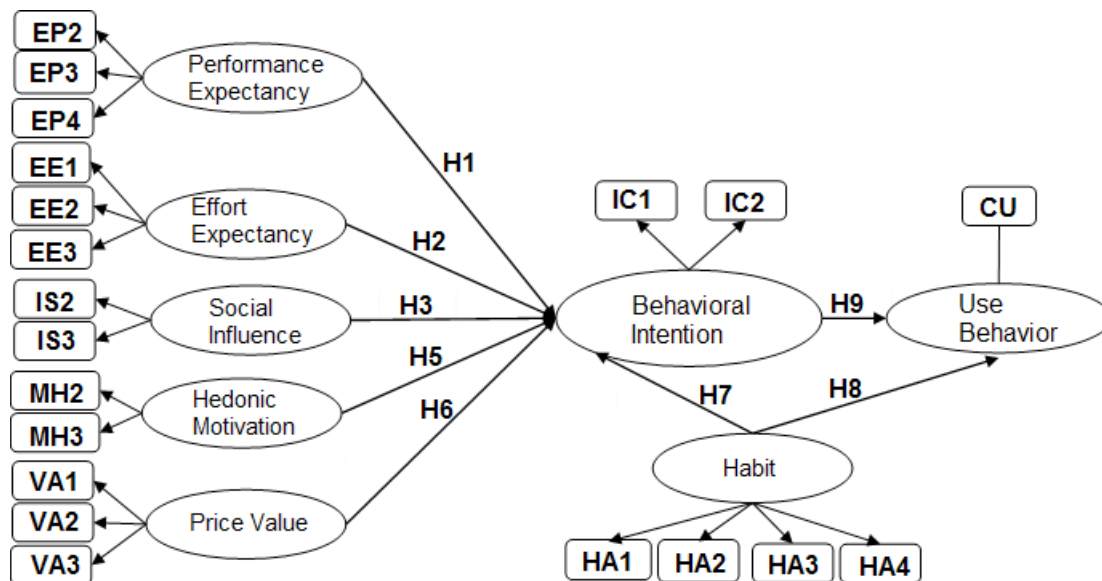 EP2
EP3
EP4
Performance
Expectancy
H1
EE1
EE2
EE3
Effort
Expectancy
H2
IS2
IS3
Social
Influence
H3
MH2
MH3
Hedonic
Motivation
H5
VA1
VA2
VA3
Price Value
H6
IC1
IC2
Behavioral
Intention
H9
CU
Use
Behavior
H7
H8
Habit
HA1
HA2
HA3
HA4